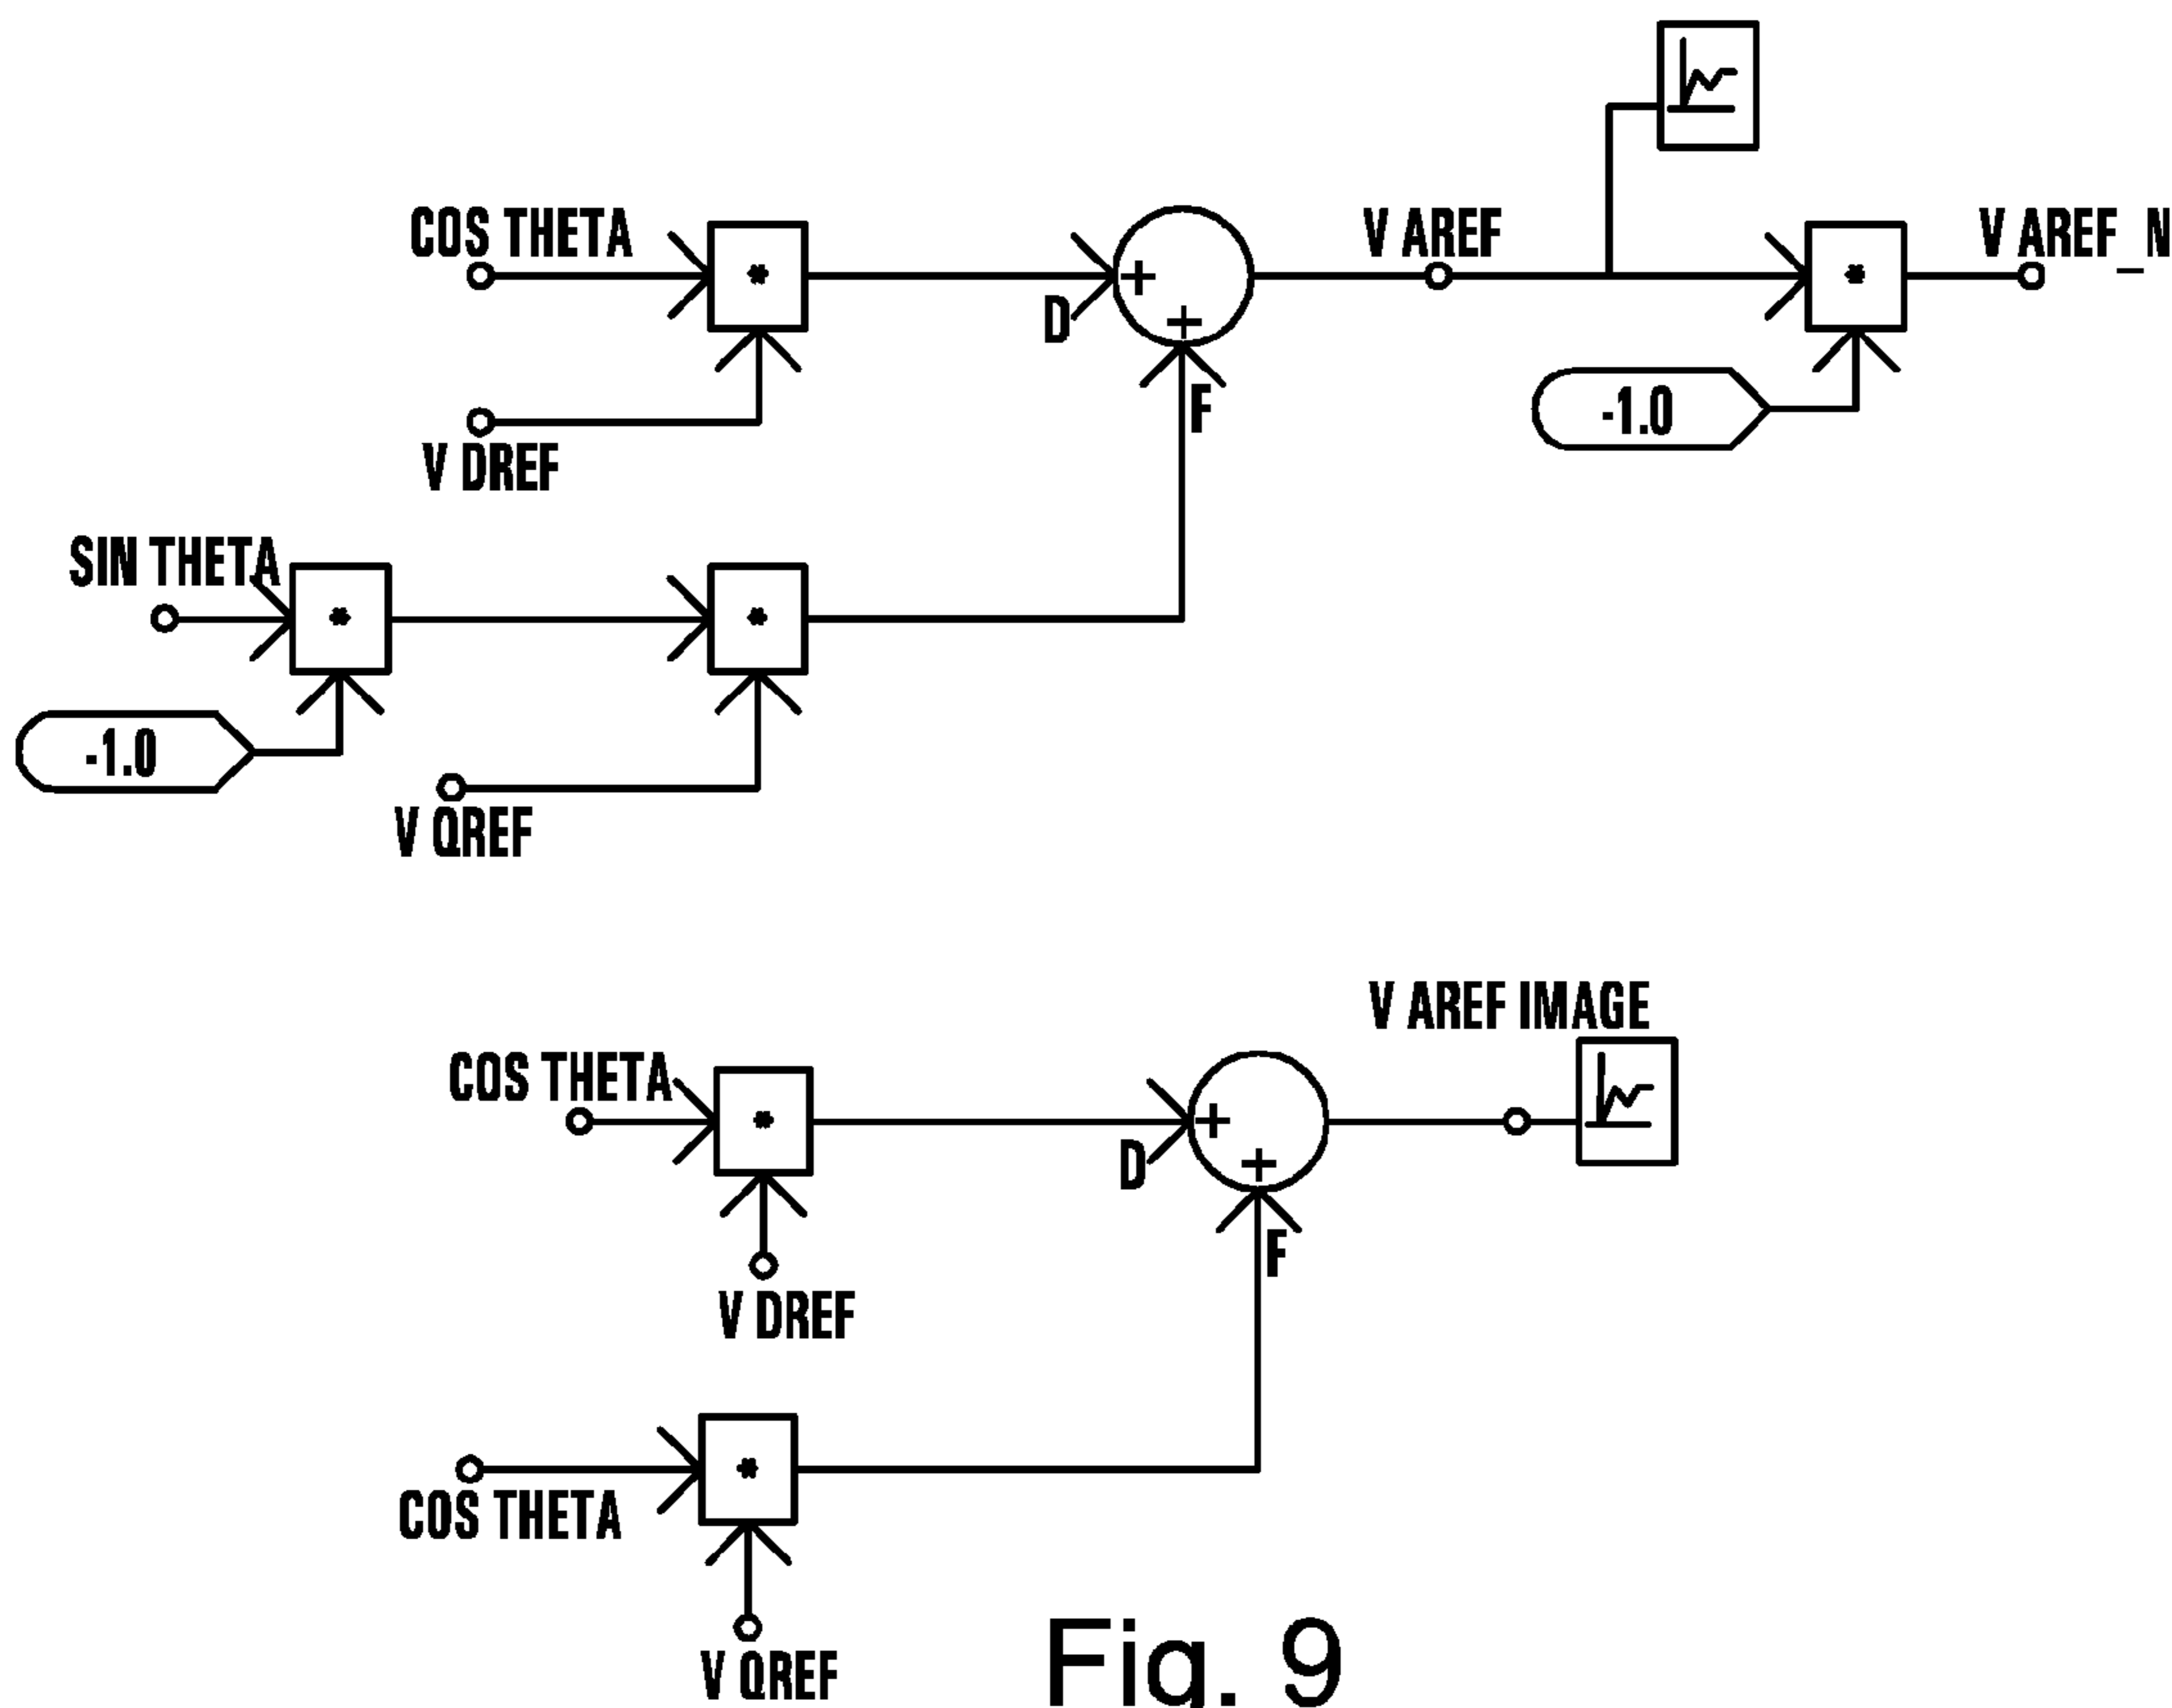 COS THETA
V DREF
D
+
+
F
V AREF
V AREF_N
-1.0
SIN THETA
-1.0
V QREF
*
*
*
*
V AREF IMAGE
COS THETA
V DREF
D
+
+
F
COS THETA
V QREF
*
*
Fig. 9